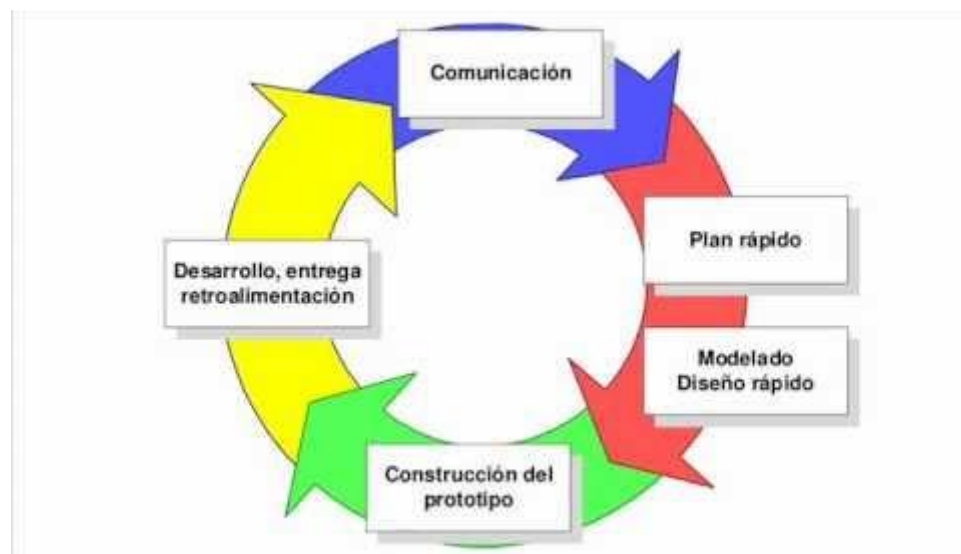 Comunicación
Plan rápido
Modelado
Diseño rápido
Construcción del
prototipo
Desarrollo, entrega
retroalimentación